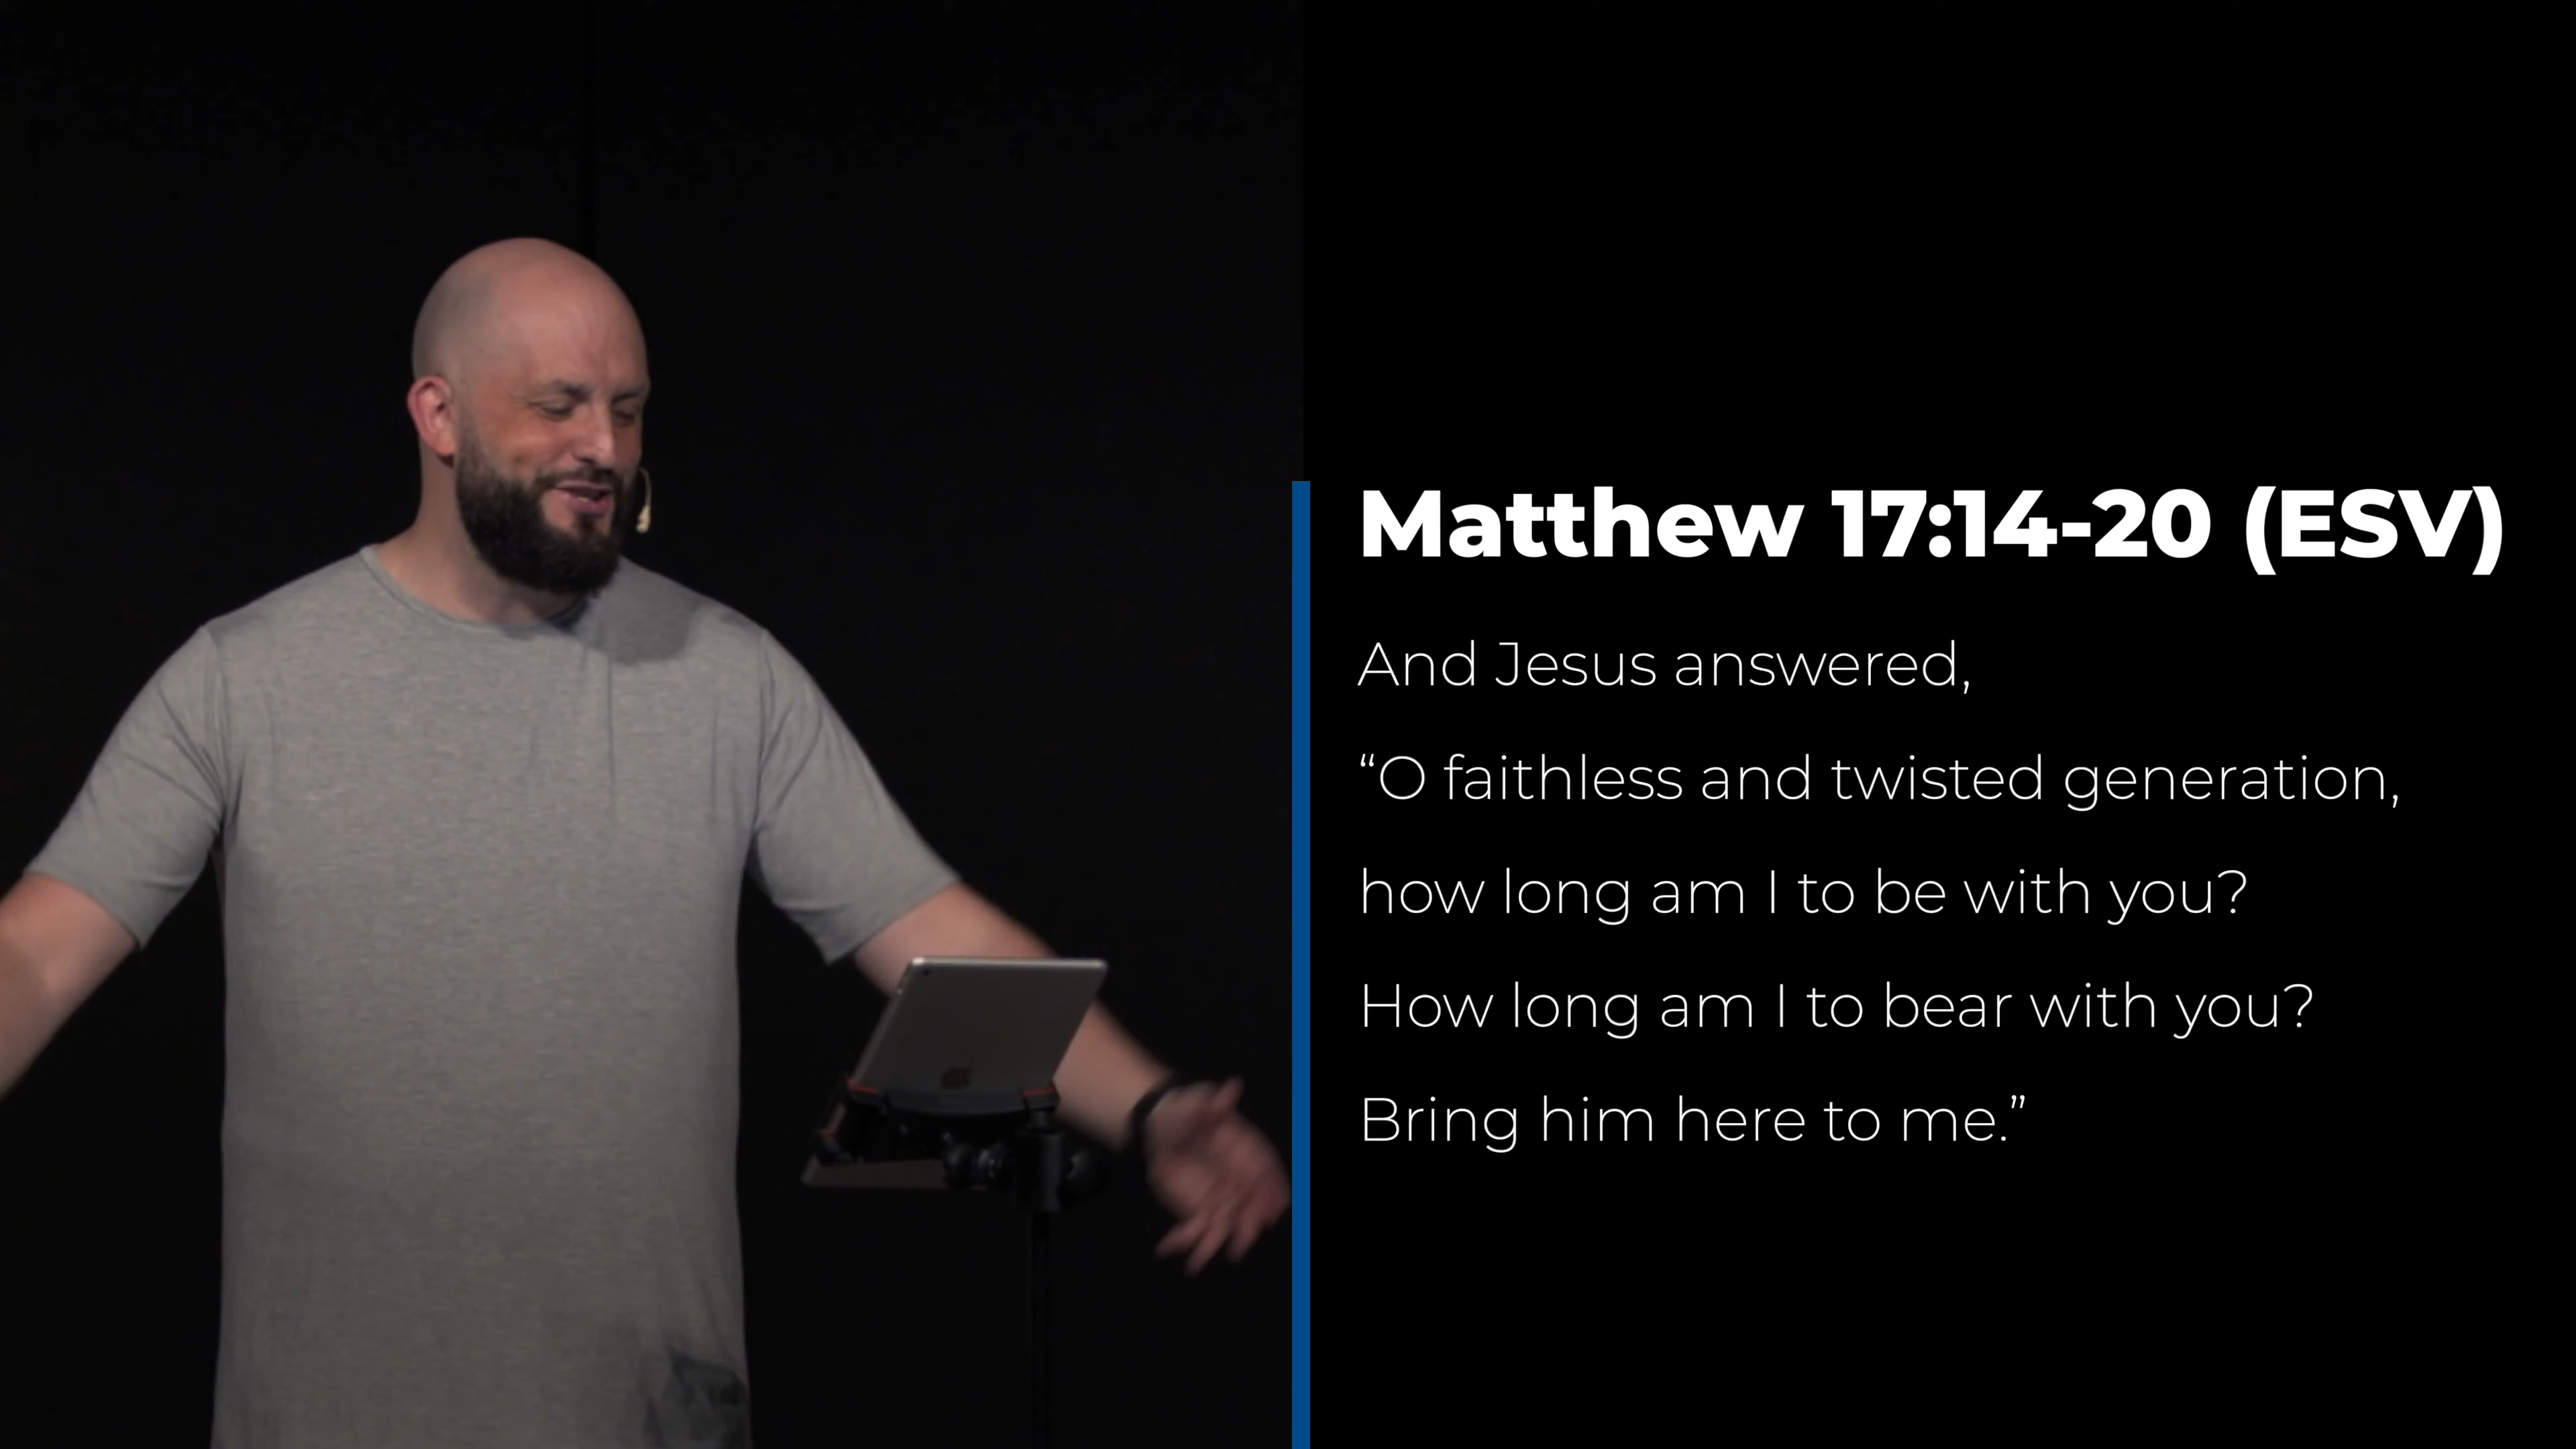 Matthew 17:14-20 (ESV)
And Jesus answered,
“O faithless and twisted generation,
how long am I to be with you?
How long am I to bear with you?
Bring him here to me.”